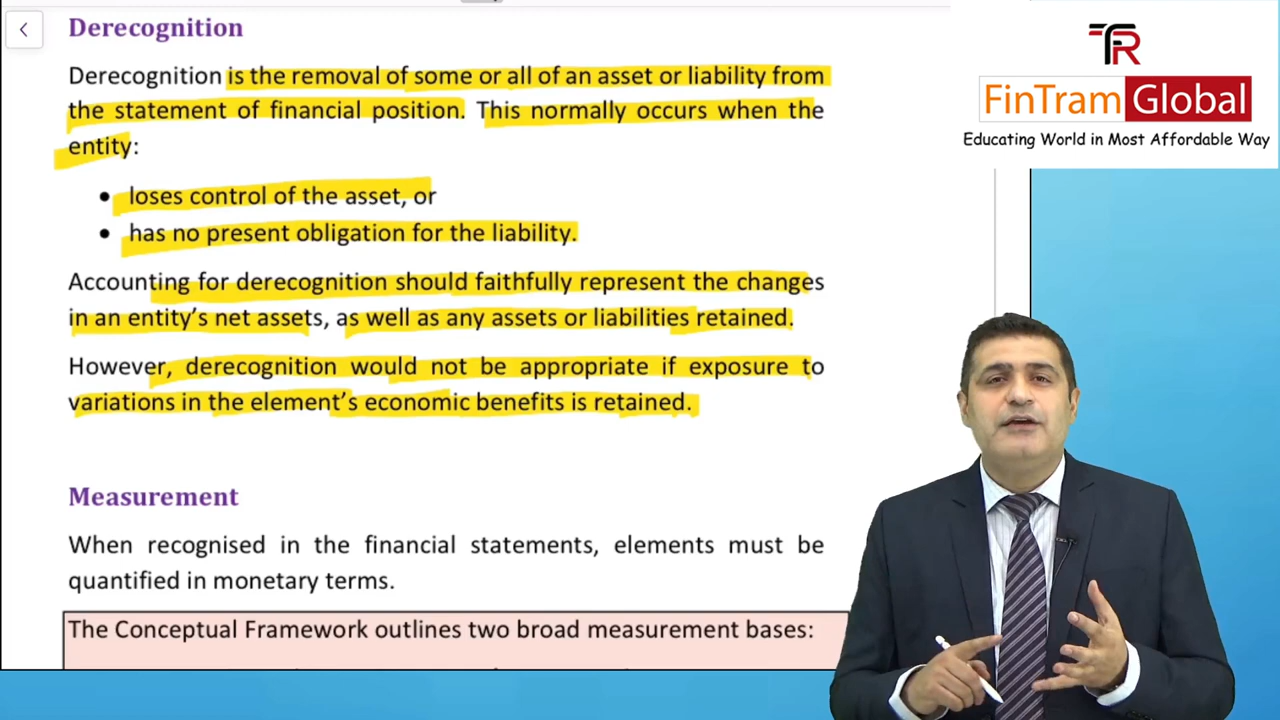 Derecognition
Derecognition is the removal of some or all of an asset or liability from
the statement of financial position. This normally occurs when the
entity:
• loses control of the asset, or
• has no present obligation for the liability.
Accounting for derecognition should faithfully represent the changes
in an entity’s net assets, as well as any assets or liabilities retained.
However, derecognition would not be appropriate if exposure to
variations in the element’s economic benefits is retained.
Measurement
When recognised in the financial statements, elements must be
quantified in monetary terms.
The Conceptual Framework outlines two broad measurement bases:
FinTram Global
Educating World in Most Affordable Way